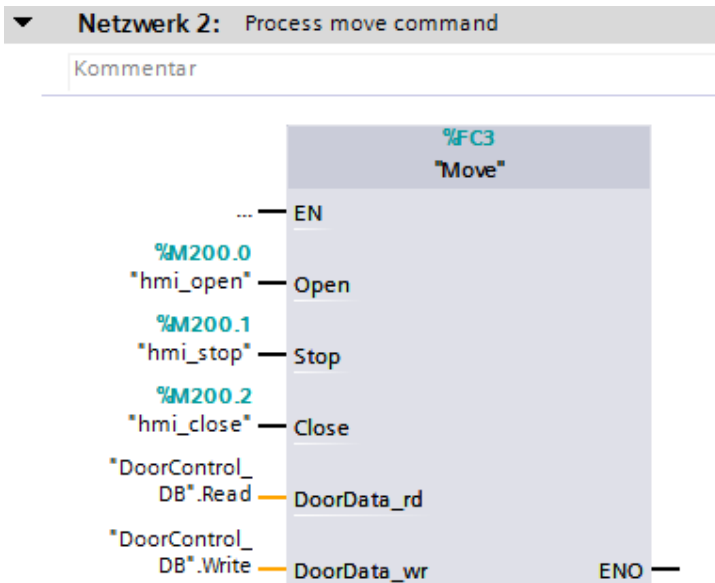 Netzwerk 2: Process move command
Kommentar
%FC3
"Move"
... EN
%M200.0
"hmi_open" Open
%M200.1
"hmi_stop" Stop
%M200.2
"hmi_close" Close
"DoorControl_
DB".Read DoorData_rd
"DoorControl_
DB".Write DoorData_wr ENO